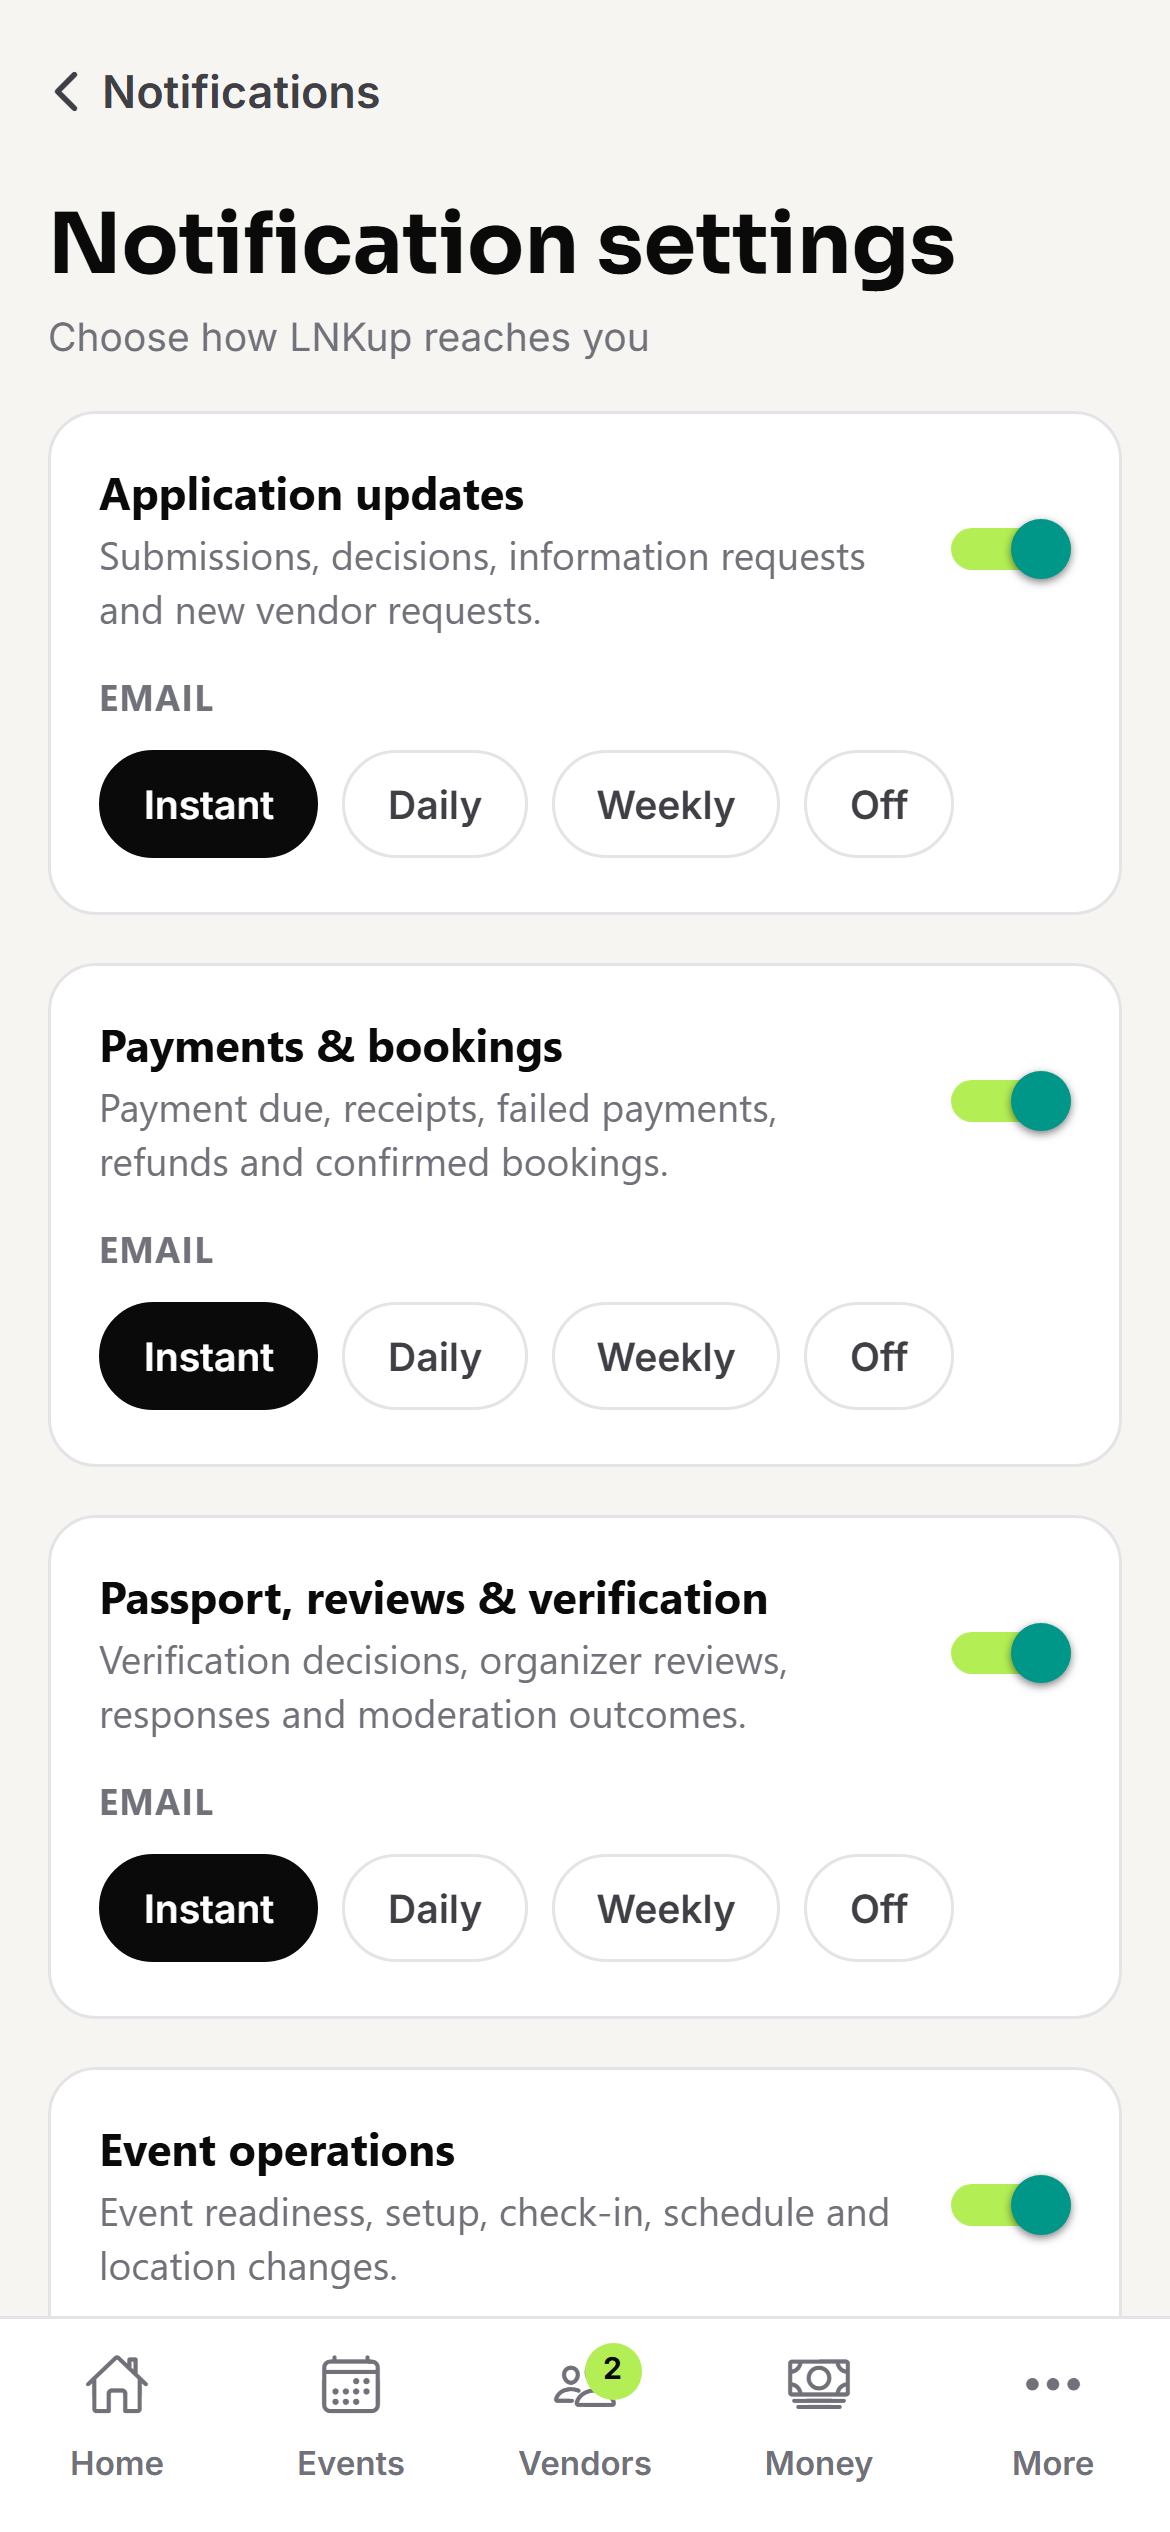 Notifications
Notification settings
Choose how LNKup reaches you
Application updates
Submissions, decisions, information requests
and new vendor requests.
EMAIL
Instant Daily Weekly Off
Payments & bookings
Payment due, receipts, failed payments,
refunds and confirmed bookings.
EMAIL
Instant Daily Weekly Off
Passport, reviews & verification
Verification decisions, organizer reviews,
responses and moderation outcomes.
EMAIL
Instant Daily Weekly Off
Event operations
Event readiness, setup, check-in, schedule and
location changes.
2
Home Events Vendors Money More